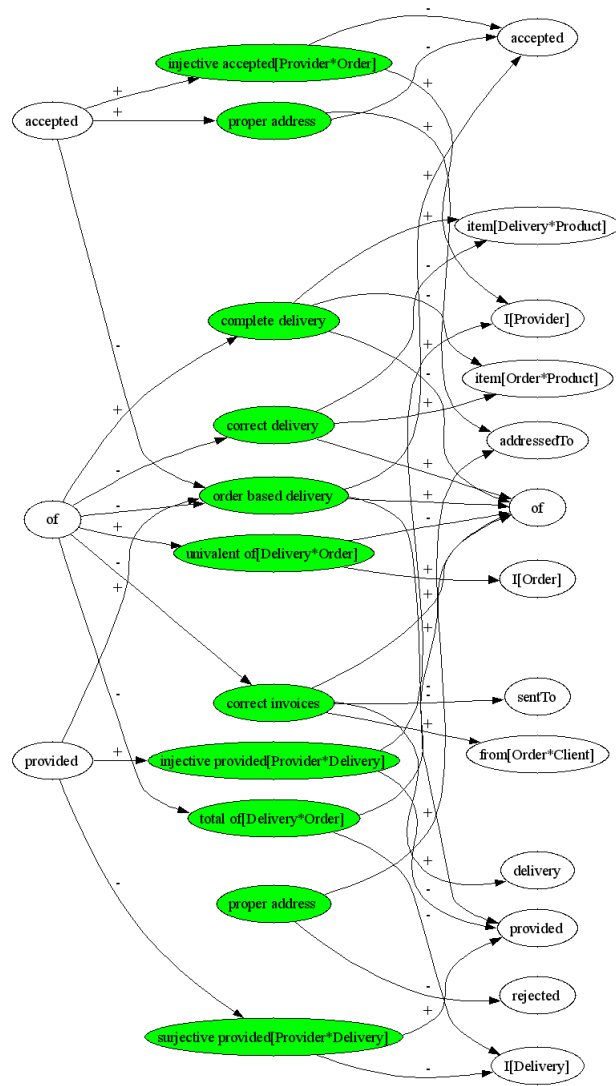 accepted
of
provided
injective accepted[Provider*Order]
proper address
complete delivery
correct delivery
order based delivery
univalent of[Delivery*Order]
correct invoices
injective provided[Provider*Delivery]
total of[Delivery*Order]
proper address
surjective provided[Provider*Delivery]
accepted
item[Delivery*Product]
I[Provider]
item[Order*Product]
addressedTo
of
I[Order]
sentTo
from[Order*Client]
delivery
provided
rejected
I[Delivery]
+
+
-
+
-
-
+
-
+
-
+
-
-
-
+
+
+
-
-
+
+
-
+
+
+
-
-
+
+
+
-
-
-
+
-